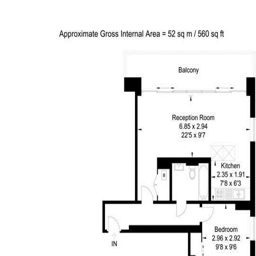 Approximate Gross Internal Area = 52 sq m / 560 sq ft
Balcony
Reception Room
6.85 x 2.94
22'5 x 9'7
Kitchen
2.35 x 1.91
7'8 x 6'3
Bedroom
2.96 x 2.92
9'8 x 9'6
IN